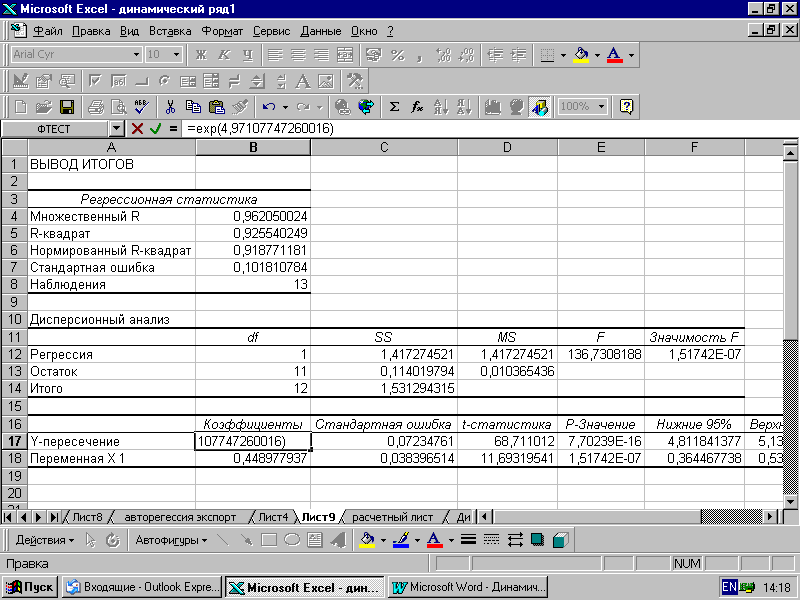 Microsoft Excel - динамический ряд1
Файл Правка Вид Вставка Формат Сервис Данные Окно ?
Arial Cyr 10 Ж К Ч
100%
ФТЕСТ =exp(4,97107747260016)
A B C D E F
1 ВЫВОД ИТОГОВ
2
3 Регрессионная статистика
4 Множественный R 0,962050024
5 R-квадрат 0,925540249
6 Нормированный R-квадрат 0,918771181
7 Стандартная ошибка 0,101810784
8 Наблюдения 13
9
10 Дисперсионный анализ
11 df SS MS F Значимость F
12 Регрессия 1 1,417274521 1,417274521 136,7308188 1,51742E-07
13 Остаток 11 0,114019794 0,010365436
14 Итого 12 1,531294315
15
16 Коэффициенты Стандартная ошибка t-статистика P-Значение Нижние 95% Верхн
17 Y-пересечение 107747260016) 0,07234761 68,711012 7,70239E-16 4,811841377 5,13
18 Переменная X 1 0,448977937 0,038396514 11,69319541 1,51742E-07 0,364467738 0,53
19
20
21
Лист8 авторегессия экспорт Лист4 Лист9 расчетный лист Ди
Действия Автофигуры
Правка NUM
Пуск Входящие - Outlook Expre... Microsoft Excel - дин... Microsoft Word - Динамич... EN 14:18